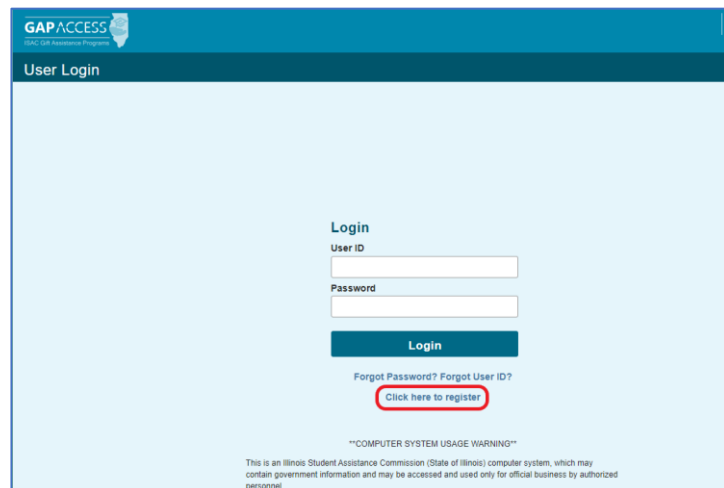 GAPACCESS
ISAC Gift Assistance Programs
User Login
Login
User ID
Password
Login
Forgot Password? Forgot User ID?
Click here to register
**COMPUTER SYSTEM USAGE WARNING**
This is an Illinois Student Assistance Commission (State of Illinois) computer system, which may
contain government information and may be accessed and used only for official business by authorized
personnel